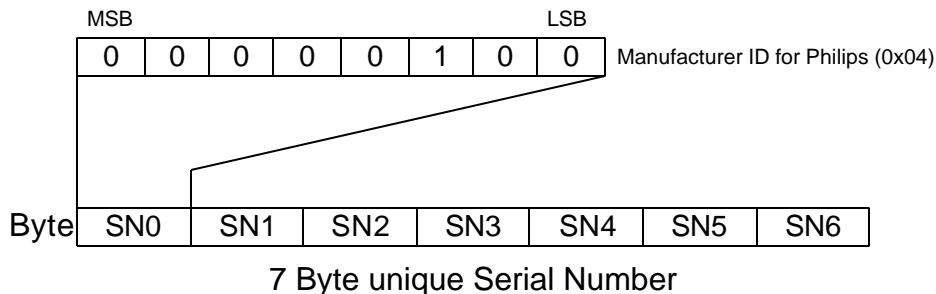 MSB LSB
0 0 0 0 0 1 0 0 Manufacturer ID for Philips (0x04)
Byte SN0 SN1 SN2 SN3 SN4 SN5 SN6
7 Byte unique Serial Number